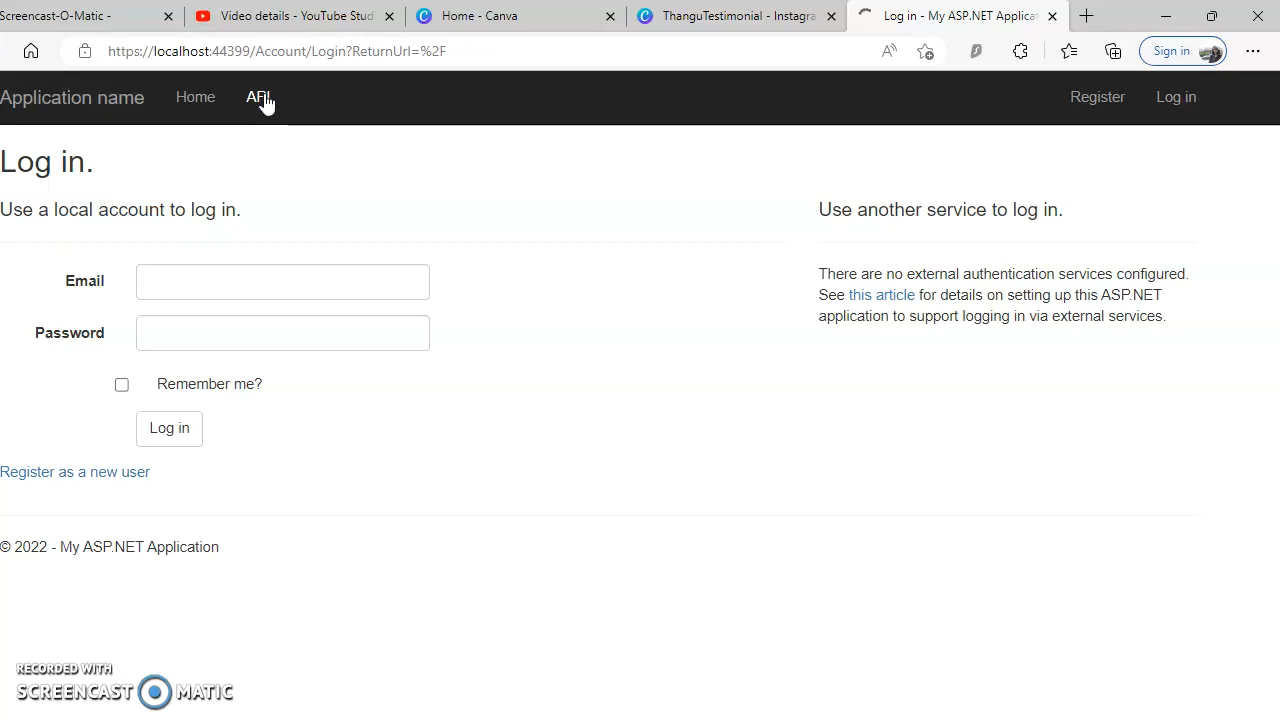 Screencast-O-Matic -
Video details - YouTube Studi
Home - Canva
ThanguTestimonial - Instagra
Log in - My ASP.NET Applicat
https://localhost:44399/Account/Login?ReturnUrl=%2F
Sign in
Application name
Home
API
Register
Log in
Log in.
Use a local account to log in.
Use another service to log in.
Email
Password
There are no external authentication services configured.
See this article for details on setting up this ASP.NET
application to support logging in via external services.
Remember me?
Log in
Register as a new user
© 2022 - My ASP.NET Application
RECORDED WITH
SCREENCAST MATIC